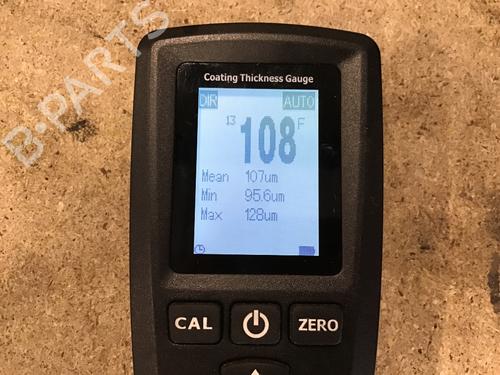 B-PARTS
Coating Thickness Gauge
DIR AUTO
13 108 F
Mean 107um
Min 95.6um
Max 128um
CAL ZERO